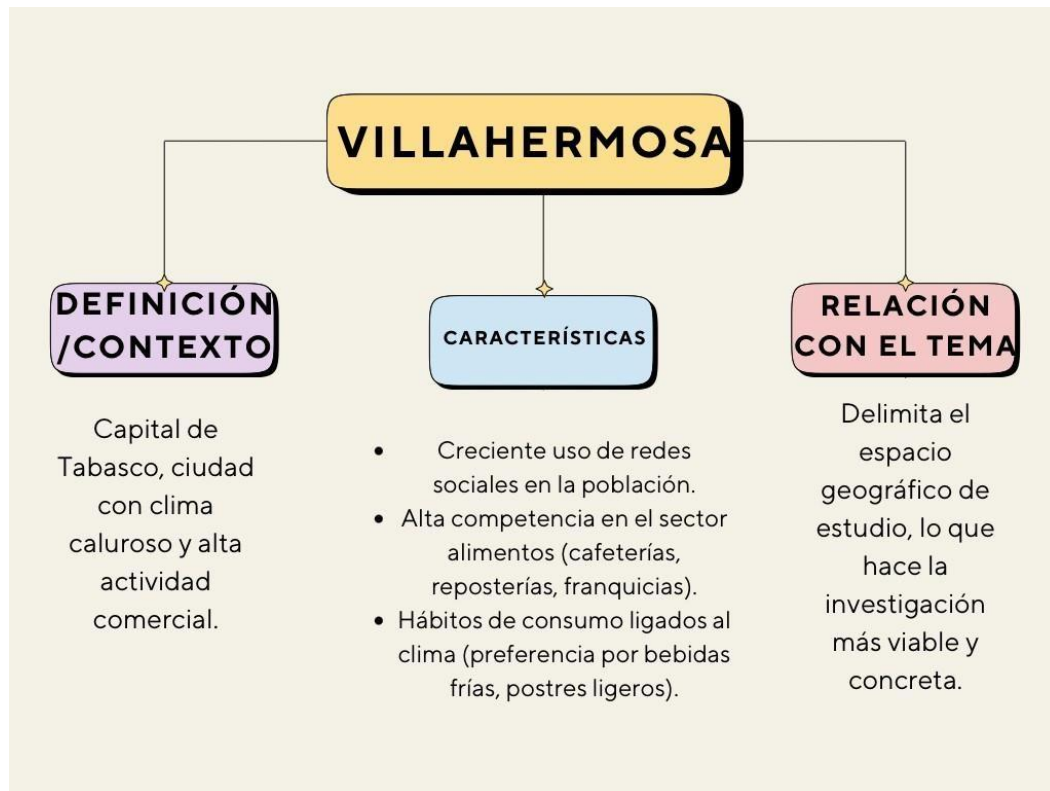 VILLAHERMOSA
DEFINICIÓN
/CONTEXTO
Capital de
Tabasco, ciudad
con clima
caluroso y alta
actividad
comercial.
CARACTERÍSTICAS
• Creciente uso de redes
sociales en la población.
• Alta competencia en el sector
alimentos (cafeterías,
reposterías, franquicias).
• Hábitos de consumo ligados al
clima (preferencia por bebidas
frías, postres ligeros).
RELACIÓN
CON EL TEMA
Delimita el
espacio
geográfico de
estudio, lo que
hace la
investigación
más viable y
concreta.